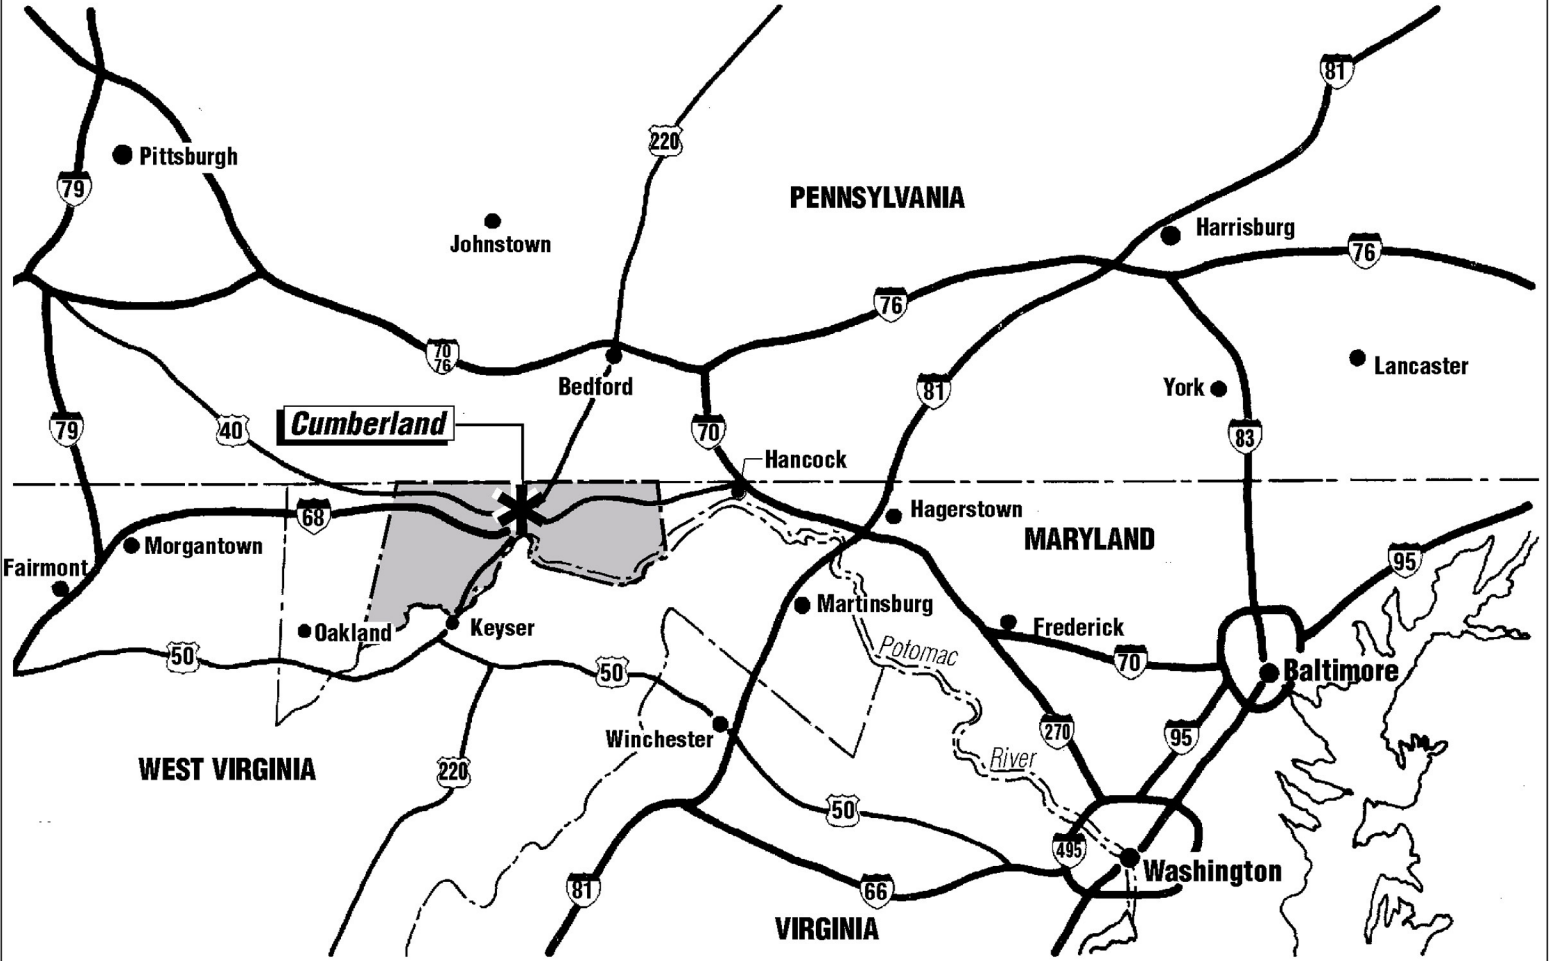 81
220
Pittsburgh
79
PENNSYLVANIA
Johnstown
Harrisburg
76
76
70
76
Bedford
Lancaster
York
81
Cumberland
40
79
70
83
Hancock
68
Hagerstown
MARYLAND
Morgantown
95
Fairmont
Martinsburg
Oakland
Keyser
Frederick
Potomac
50
50
70
Baltimore
Winchester
270
95
River
WEST VIRGINIA
220
50
495
Washington
81
66
VIRGINIA